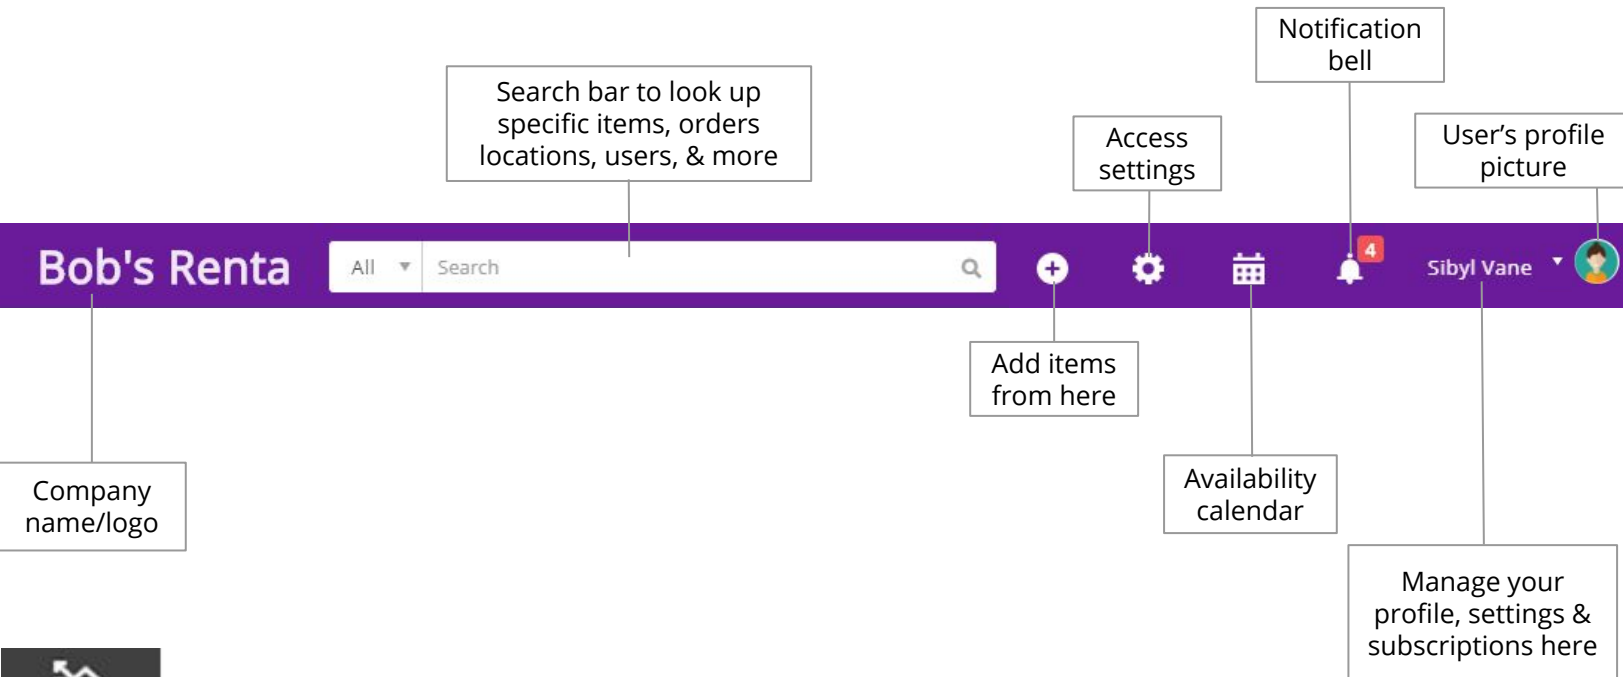 Notification
bell
Search bar to look up
specific items, orders
locations, users, & more
Access
settings
User’s profile
picture
Bob's Renta
All
Search
4
Sibyl Vane
Add items
from here
Company
name/logo
Availability
calendar
Manage your
profile, settings &
subscriptions here